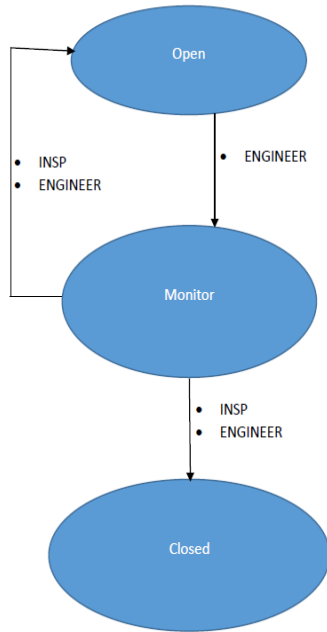 Open
• INSP
• ENGINEER
• ENGINEER
Monitor
• INSP
• ENGINEER
Closed